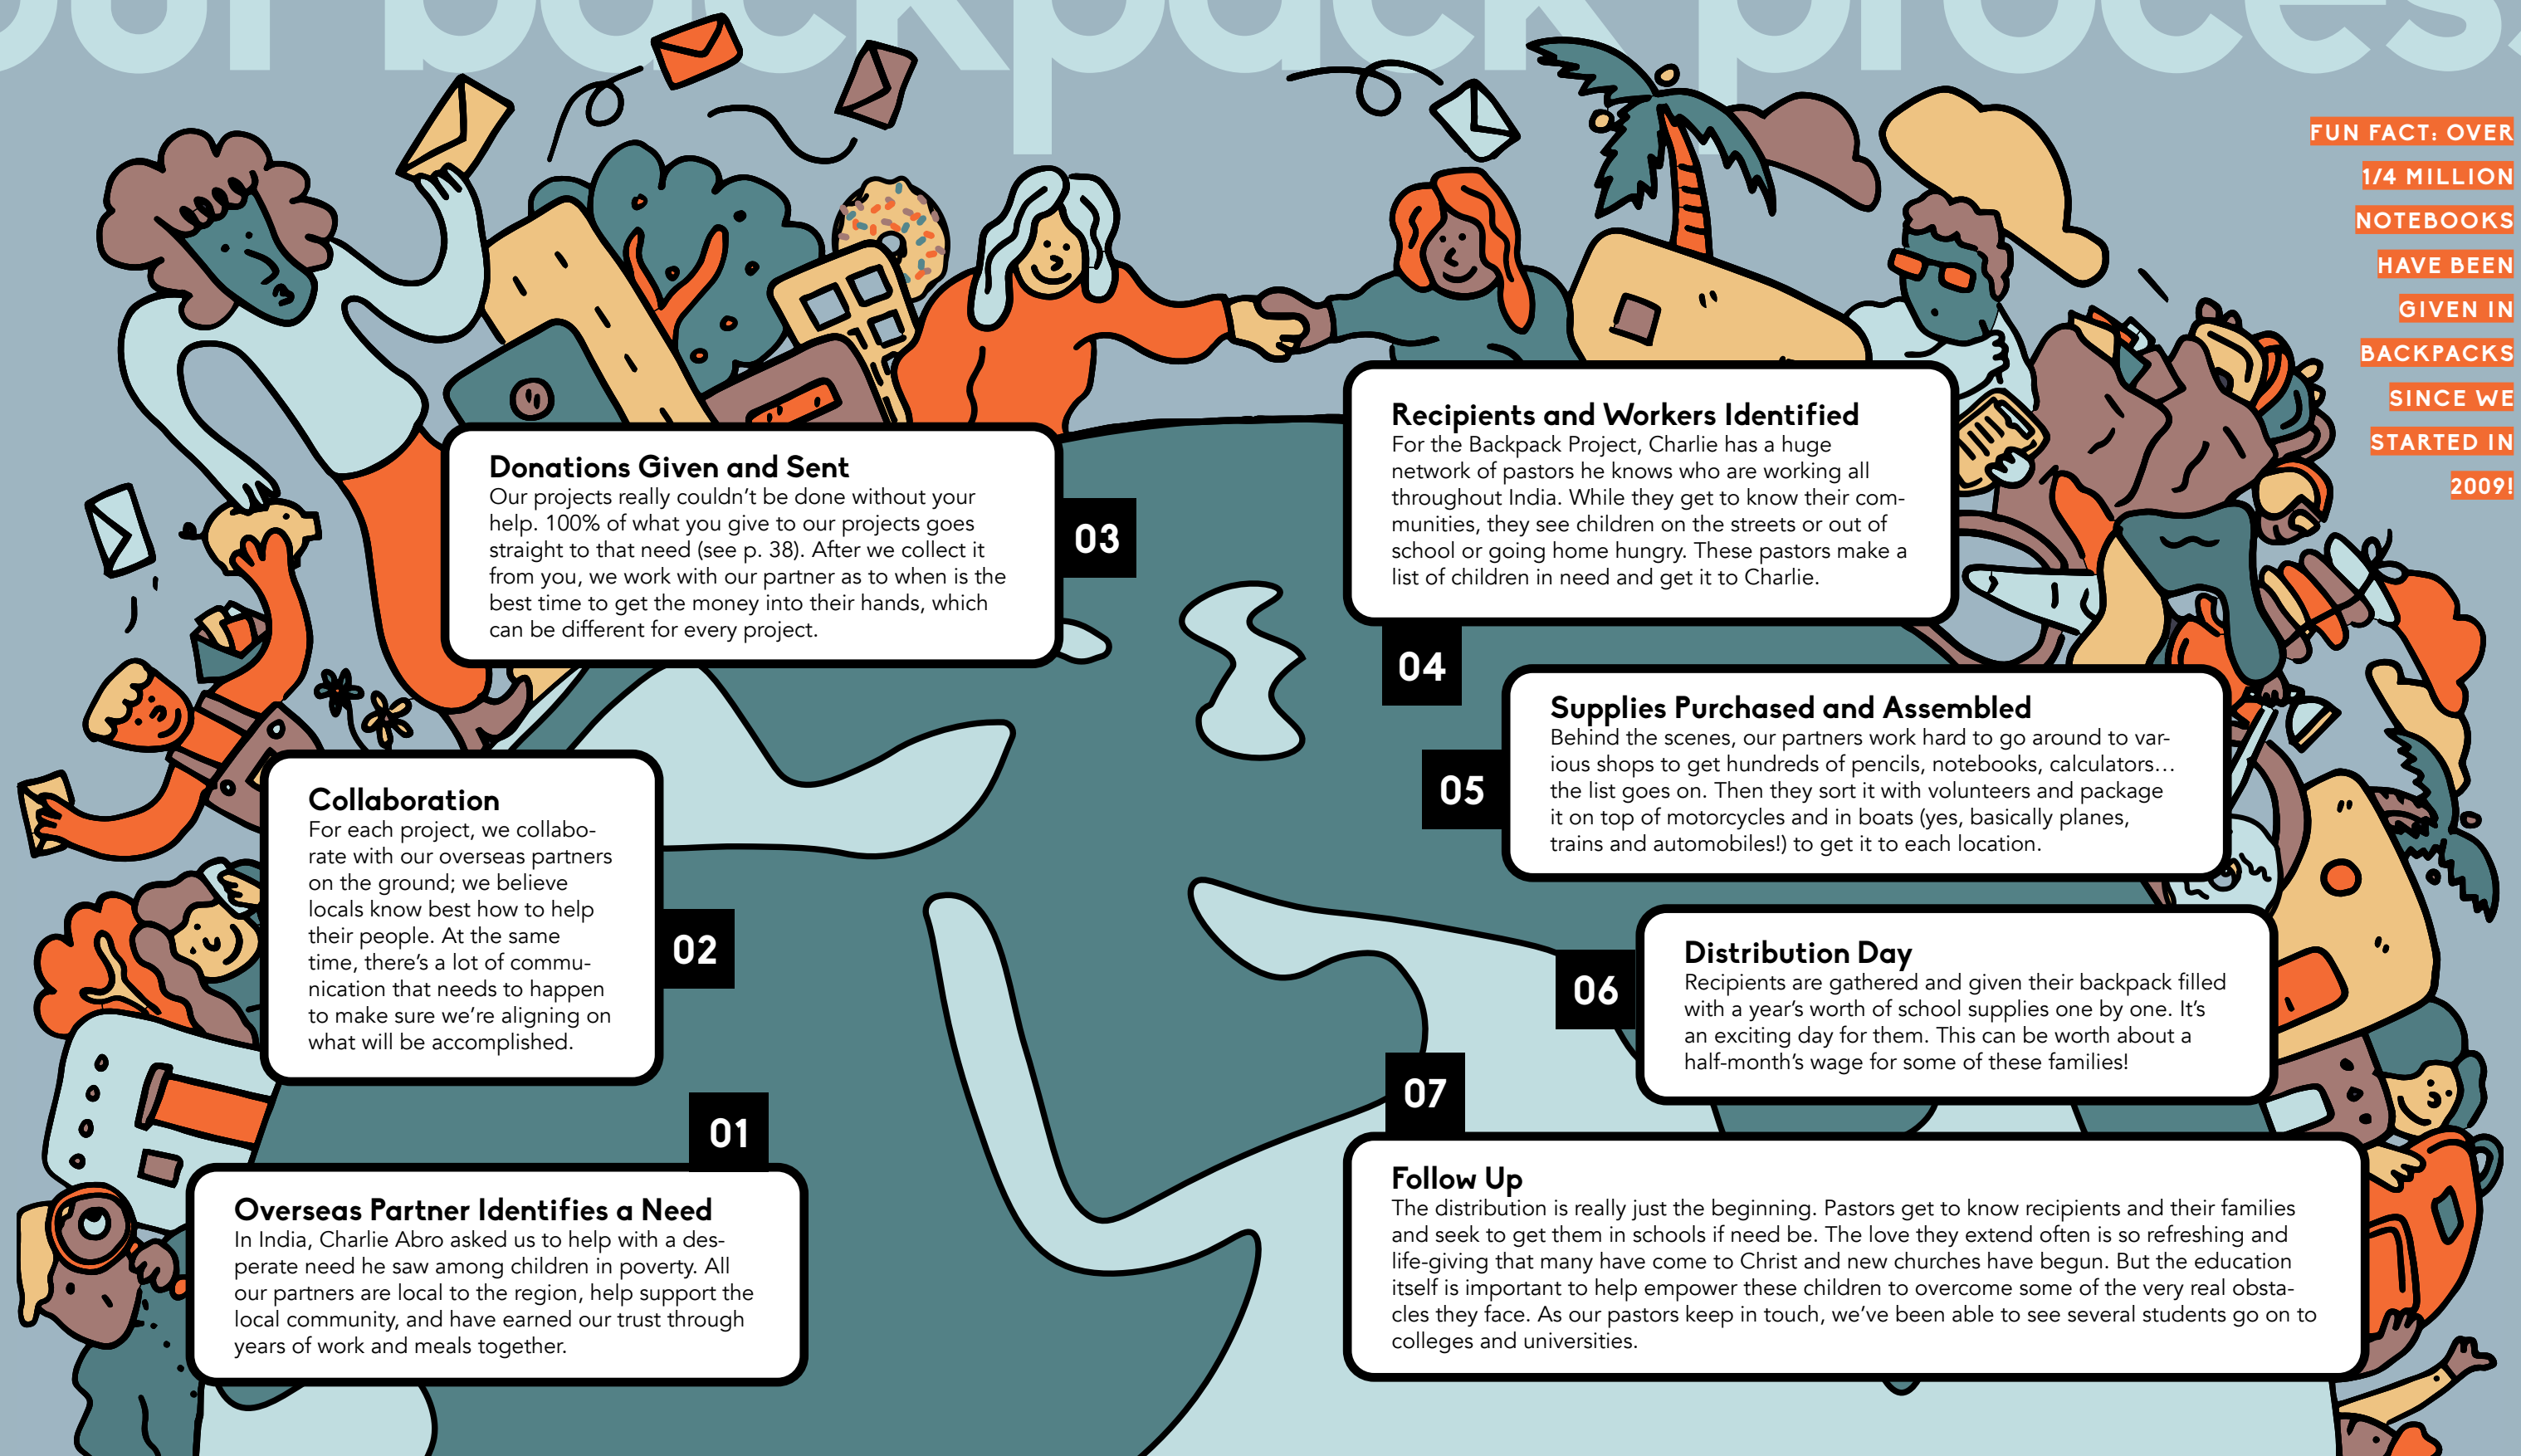 our backpack process
FUN FACT: OVER
1/4 MILLION
NOTEBOOKS
HAVE BEEN
GIVEN IN
BACKPACKS
SINCE WE
STARTED IN
2009!
01
Overseas Partner Identifies a Need
In India, Charlie Abro asked us to help with a des-
perate need he saw among children in poverty. All
our partners are local to the region, help support the
local community, and have earned our trust through
years of work and meals together.
02
Collaboration
For each project, we collabo-
rate with our overseas partners
on the ground; we believe
locals know best how to help
their people. At the same
time, there’s a lot of commu-
nication that needs to happen
to make sure we’re aligning on
what will be accomplished.
03
Donations Given and Sent
Our projects really couldn’t be done without your
help. 100% of what you give to our projects goes
straight to that need (see p. 38). After we collect it
from you, we work with our partner as to when is the
best time to get the money into their hands, which
can be different for every project.
04
Recipients and Workers Identified
For the Backpack Project, Charlie has a huge
network of pastors he knows who are working all
throughout India. While they get to know their com-
munities, they see children on the streets or out of
school or going home hungry. These pastors make a
list of children in need and get it to Charlie.
05
Supplies Purchased and Assembled
Behind the scenes, our partners work hard to go around to var-
ious shops to get hundreds of pencils, notebooks, calculators…
the list goes on. Then they sort it with volunteers and package
it on top of motorcycles and in boats (yes, basically planes,
trains and automobiles!) to get it to each location.
06
Distribution Day
Recipients are gathered and given their backpack filled
with a year’s worth of school supplies one by one. It’s
an exciting day for them. This can be worth about a
half-month’s wage for some of these families!
07
Follow Up
The distribution is really just the beginning. Pastors get to know recipients and their families
and seek to get them in schools if need be. The love they extend often is so refreshing and
life-giving that many have come to Christ and new churches have begun. But the education
itself is important to help empower these children to overcome some of the very real obsta-
cles they face. As our pastors keep in touch, we’ve been able to see several students go on to
colleges and universities.